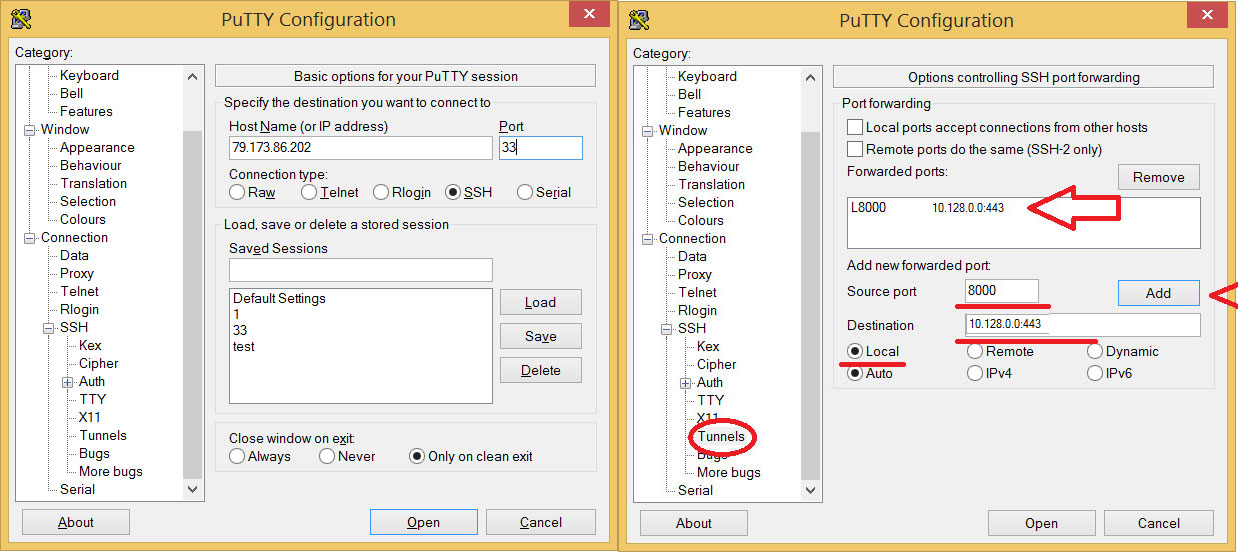 PuTTY Configuration
Category:
Keyboard
Bell
Features
Window
Appearance
Behaviour
Translation
Selection
Colours
Connection
Data
Proxy
Telnet
Rlogin
SSH
Kex
Cipher
Auth
TTY
X11
Tunnels
Bugs
More bugs
Serial
Basic options for your PuTTY session
Specify the destination you want to connect to
Host Name (or IP address) Port
79.173.86.202 33
Connection type:
Raw Telnet Rlogin SSH Serial
Load, save or delete a stored session
Saved Sessions
Default Settings
1
33
test
Load
Save
Delete
Close window on exit:
Always Never Only on clean exit
About Open Cancel
PuTTY Configuration
Category:
Keyboard
Bell
Features
Window
Appearance
Behaviour
Translation
Selection
Colours
Connection
Data
Proxy
Telnet
Rlogin
SSH
Kex
Cipher
Auth
TTY
X11
Tunnels
Bugs
More bugs
Serial
Options controlling SSH port forwarding
Port forwarding
Local ports accept connections from other hosts
Remote ports do the same (SSH-2 only)
Forwarded ports: Remove
L8000 10.128.0.0:443
Add new forwarded port:
Source port 8000 Add
Destination 10.128.0.0:443
Local Remote Dynamic
Auto IPv4 IPv6
About Open Cancel